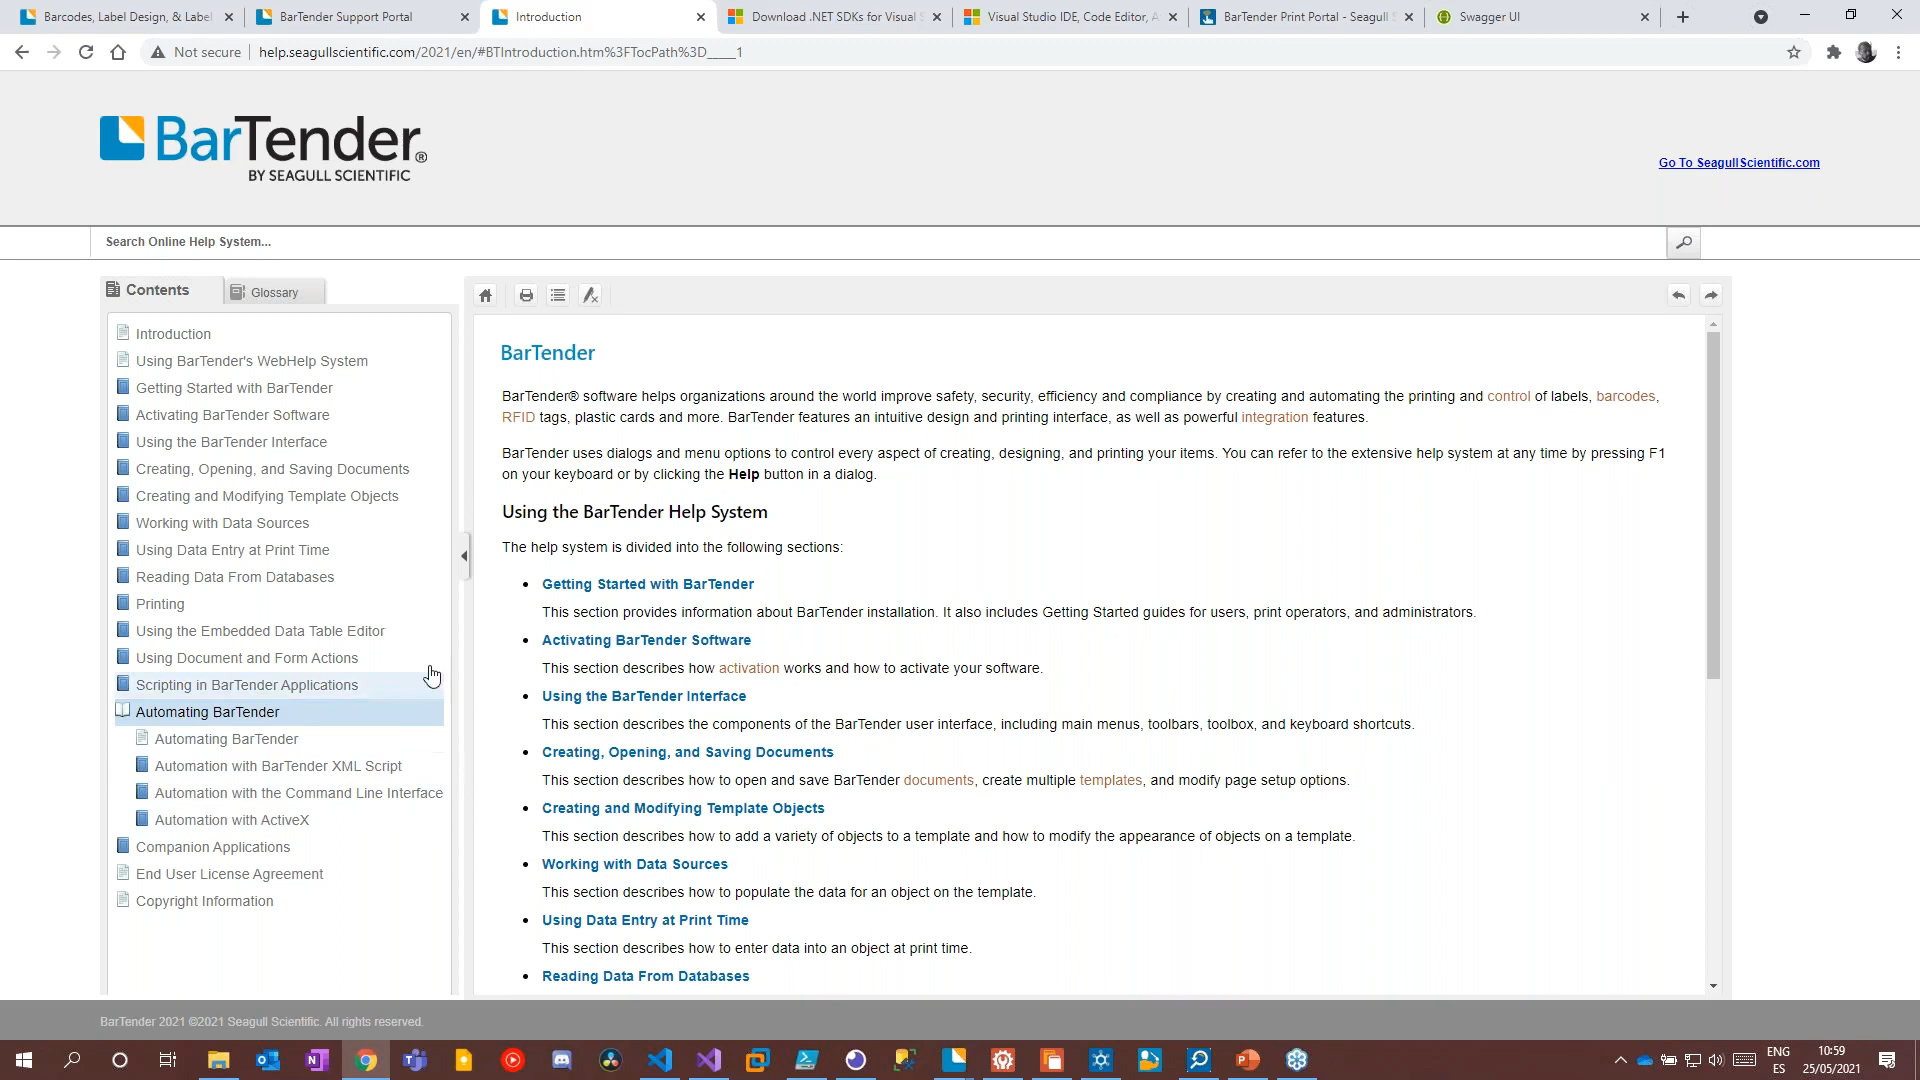 Barcodes, Label Design, & Label
BarTender Support Portal
Introduction
Download .NET SDKs for Visual S
Visual Studio IDE, Code Editor, A
BarTender Print Portal - Seagull S
Swagger UI
Not secure
help.seagullscientific.com/2021/en/#BTIntroduction.htm%3FTocPath%3D_____1
BarTender®
BY SEAGULL SCIENTIFIC
Go To SeagullScientific.com
Search Online Help System...
Contents
Glossary
Introduction
Using BarTender's WebHelp System
Getting Started with BarTender
Activating BarTender Software
Using the BarTender Interface
Creating, Opening, and Saving Documents
Creating and Modifying Template Objects
Working with Data Sources
Using Data Entry at Print Time
Reading Data From Databases
Printing
Using the Embedded Data Table Editor
Using Document and Form Actions
Scripting in BarTender Applications
Automating BarTender
Automating BarTender
Automation with BarTender XML Script
Automation with the Command Line Interface
Automation with ActiveX
Companion Applications
End User License Agreement
Copyright Information
BarTender
BarTender® software helps organizations around the world improve safety, security, efficiency and compliance by creating and automating the printing and control of labels, barcodes,
RFID tags, plastic cards and more. BarTender features an intuitive design and printing interface, as well as powerful integration features.
BarTender uses dialogs and menu options to control every aspect of creating, designing, and printing your items. You can refer to the extensive help system at any time by pressing F1
on your keyboard or by clicking the Help button in a dialog.
Using the BarTender Help System
The help system is divided into the following sections:
• Getting Started with BarTender
This section provides information about BarTender installation. It also includes Getting Started guides for users, print operators, and administrators.
• Activating BarTender Software
This section describes how activation works and how to activate your software.
• Using the BarTender Interface
This section describes the components of the BarTender user interface, including main menus, toolbars, toolbox, and keyboard shortcuts.
• Creating, Opening, and Saving Documents
This section describes how to open and save BarTender documents, create multiple templates, and modify page setup options.
• Creating and Modifying Template Objects
This section describes how to add a variety of objects to a template and how to modify the appearance of objects on a template.
• Working with Data Sources
This section describes how to populate the data for an object on the template.
• Using Data Entry at Print Time
This section describes how to enter data into an object at print time.
• Reading Data From Databases
BarTender 2021 ©2021 Seagull Scientific. All rights reserved.
ENG
ES
10:59
25/05/2021